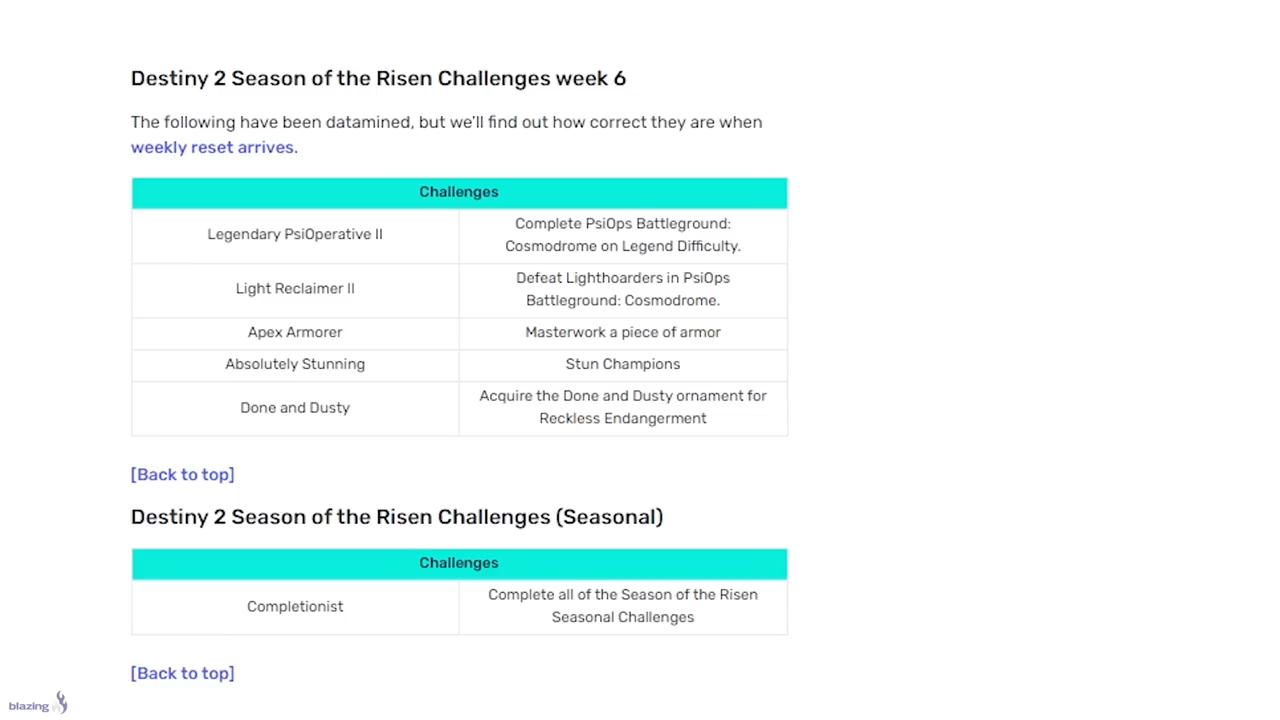 Destiny 2 Season of the Risen Challenges week 6
The following have been datamined, but we'll find out how correct they are when
weekly reset arrives.
Challenges
Legendary PsiOperative II
Complete PsiOps Battleground:
Cosmodrome on Legend Difficulty.
Light Reclaimer II
Defeat Lighthoarders in PsiOps
Battleground: Cosmodrome.
Apex Armorer
Masterwork a piece of armor
Absolutely Stunning
Stun Champions
Done and Dusty
Acquire the Done and Dusty ornament for
Reckless Endangerment
[Back to top]
Destiny 2 Season of the Risen Challenges (Seasonal)
Challenges
Completionist
Complete all of the Season of the Risen
Seasonal Challenges
[Back to top]
blazing